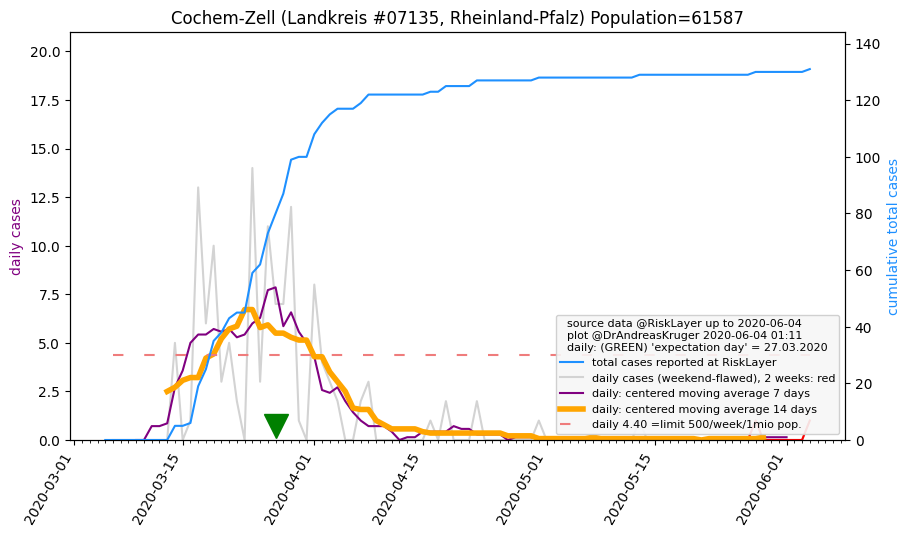 Cochem-Zell (Landkreis #07135, Rheinland-Pfalz) Population=61587
daily cases
20.0
17.5
15.0
12.5
10.0
7.5
5.0
2.5
0.0
140
120
100
80
60
40
20
0
cumulative total cases
source data @RiskLayer up to 2020-06-04
plot @DrAndreasKruger 2020-06-04 01:11
daily: (GREEN) 'expectation day' = 27.03.2020
total cases reported at RiskLayer
daily cases (weekend-flawed), 2 weeks: red
daily: centered moving average 7 days
daily: centered moving average 14 days
daily 4.40 =limit 500/week/1mio pop.
2020-03-01
2020-03-15
2020-04-01
2020-04-15
2020-05-01
2020-05-15
2020-06-01